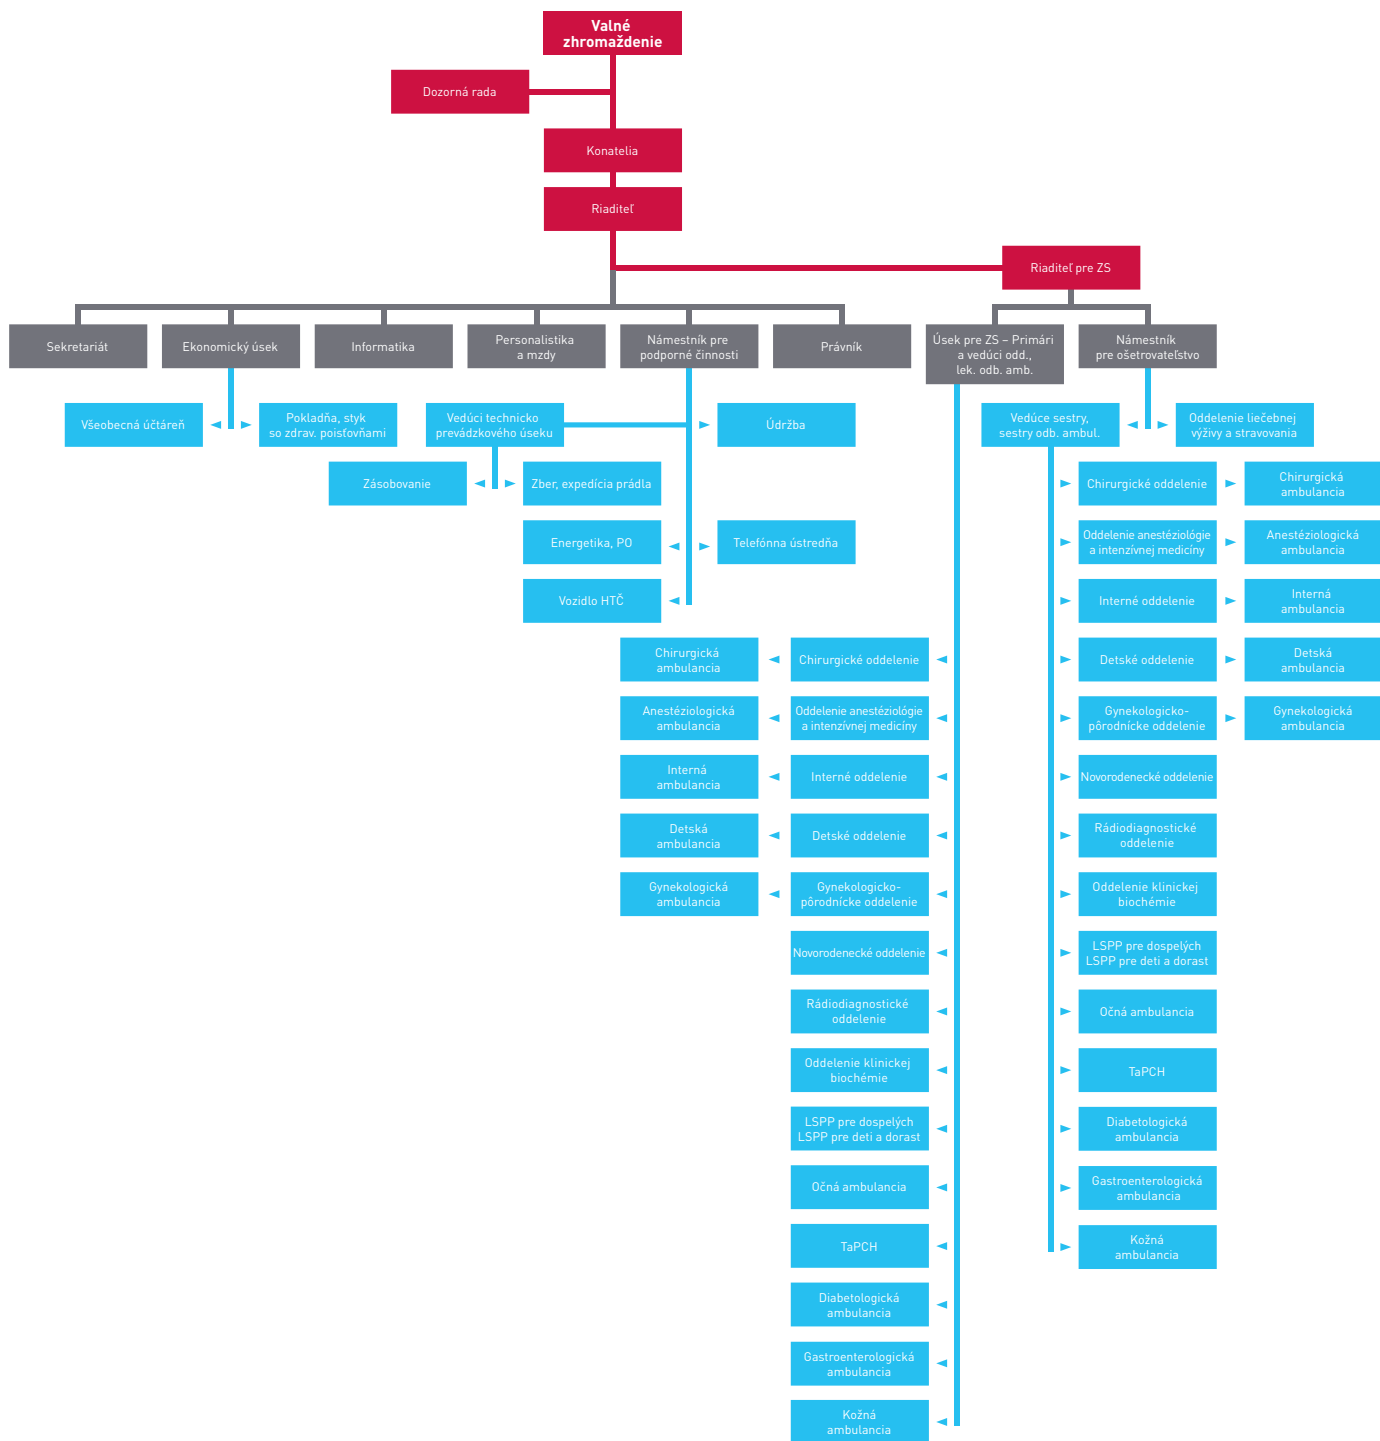 Valné
zhromaždenie
Dozorná rada
Konatelia
Riaditeľ
Riaditeľ pre ZS
Sekretariát
Ekonomický úsek
Informatika
Personalistika
a mzdy
Námestník pre
podporné činnosti
Právnik
Úsek pre ZS – Primári
a vedúci odd.,
lek. odb. amb.
Námestník
pre ošetrovateľstvo
Všeobecná účtáreň
Pokladňa, styk
so zdrav. poisťovňami
Vedúci technicko
prevádzkového úseku
Údržba
Vedúce sestry,
sestry odb. ambul.
Oddelenie liečebnej
výživy a stravovania
Zásobovanie
Zber, expedícia prádla
Energetika, PO
Telefónna ústredňa
Vozidlo HTČ
Chirurgické oddelenie
Chirurgická
ambulancia
Oddelenie anestéziológie
a intenzívnej medicíny
Anestéziologická
ambulancia
Interné oddelenie
Interná
ambulancia
Detské oddelenie
Detská
ambulancia
Gynekologicko-
pôrodnícke oddelenie
Gynekologická
ambulancia
Novorodenecké oddelenie
Rádiodiagnostické
oddelenie
Oddelenie klinickej
biochémie
LSPP pre dospelých
LSPP pre deti a dorast
Očná ambulancia
TaPCH
Diabetologická
ambulancia
Gastroenterologická
ambulancia
Kožná
ambulancia
Chirurgická
ambulancia
Chirurgické oddelenie
Anestéziologická
ambulancia
Oddelenie anestéziológie
a intenzívnej medicíny
Interná
ambulancia
Interné oddelenie
Detská
ambulancia
Detské oddelenie
Gynekologická
ambulancia
Gynekologicko-
pôrodnícke oddelenie
Novorodenecké oddelenie
Rádiodiagnostické
oddelenie
Oddelenie klinickej
biochémie
LSPP pre dospelých
LSPP pre deti a dorast
Očná ambulancia
TaPCH
Diabetologická
ambulancia
Gastroenterologická
ambulancia
Kožná
ambulancia